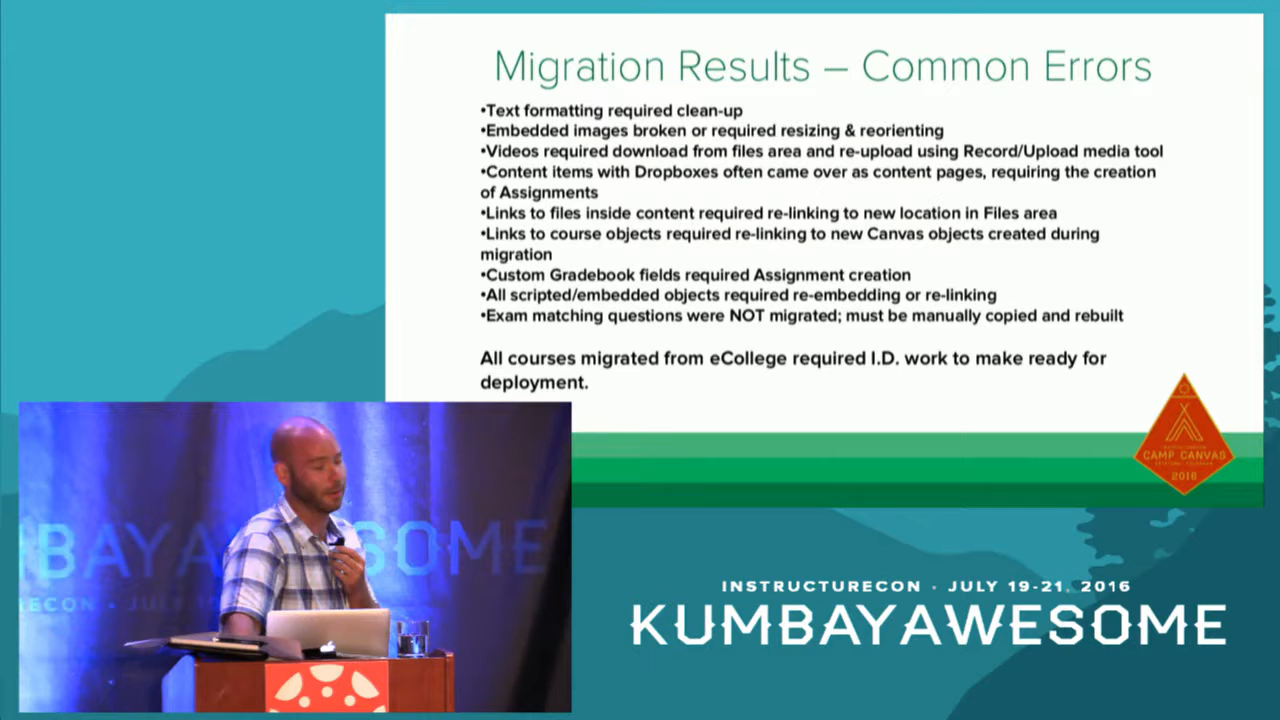 Migration Results – Common Errors
•Text formatting required clean-up
•Embedded images broken or required resizing & reorienting
•Videos required download from files area and re-upload using Record/Upload media tool
•Content items with Dropboxes often came over as content pages, requiring the creation
of Assignments
•Links to files inside content required re-linking to new location in Files area
•Links to course objects required re-linking to new Canvas objects created during
migration
•Custom Gradebook fields required Assignment creation
•All scripted/embedded objects required re-embedding or re-linking
•Exam matching questions were NOT migrated; must be manually copied and rebuilt
All courses migrated from eCollege required I.D. work to make ready for
deployment.
CAMP CANVAS
2016
BAYA SOME
ECON • JULY
INSTRUCTURECON • JULY 19-21, 2016
KUMBAYAWESOME